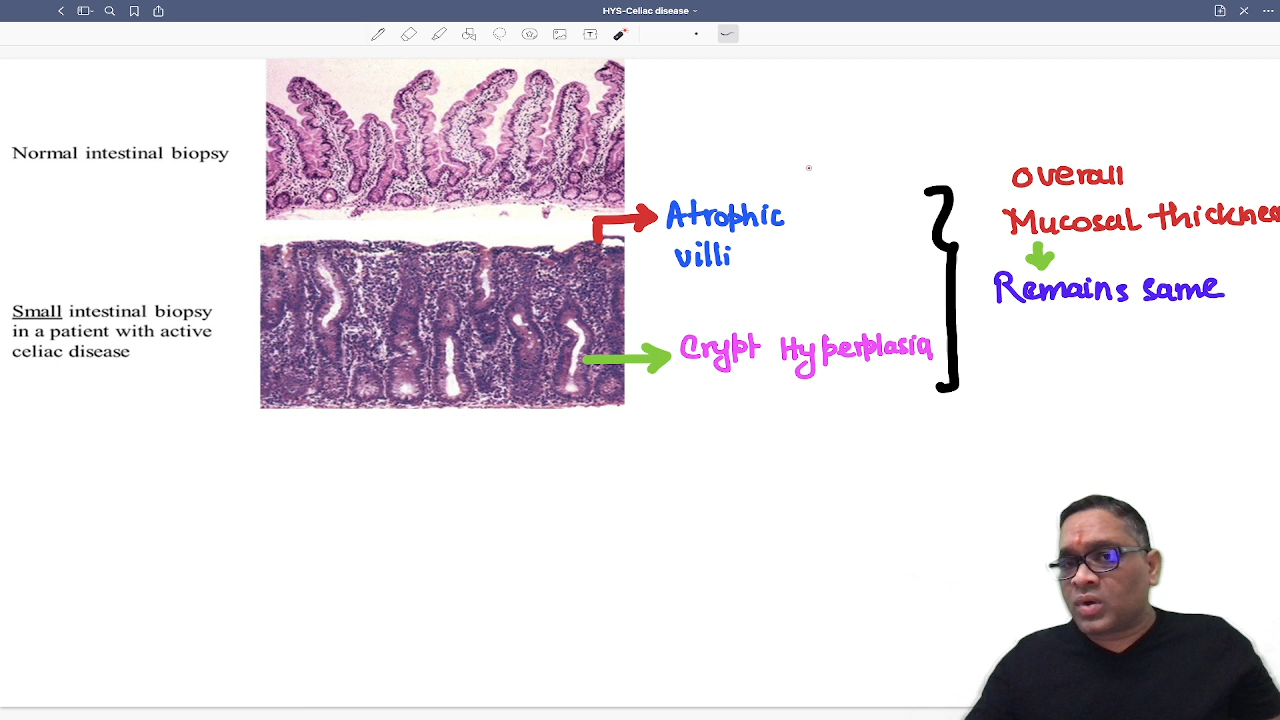 HYS-Celiac disease
Normal intestinal biopsy
Small intestinal biopsy
in a patient with active
celiac disease
Atrophic
villi
Crypt Hyperplasia
overall
Mucosal
Remains same